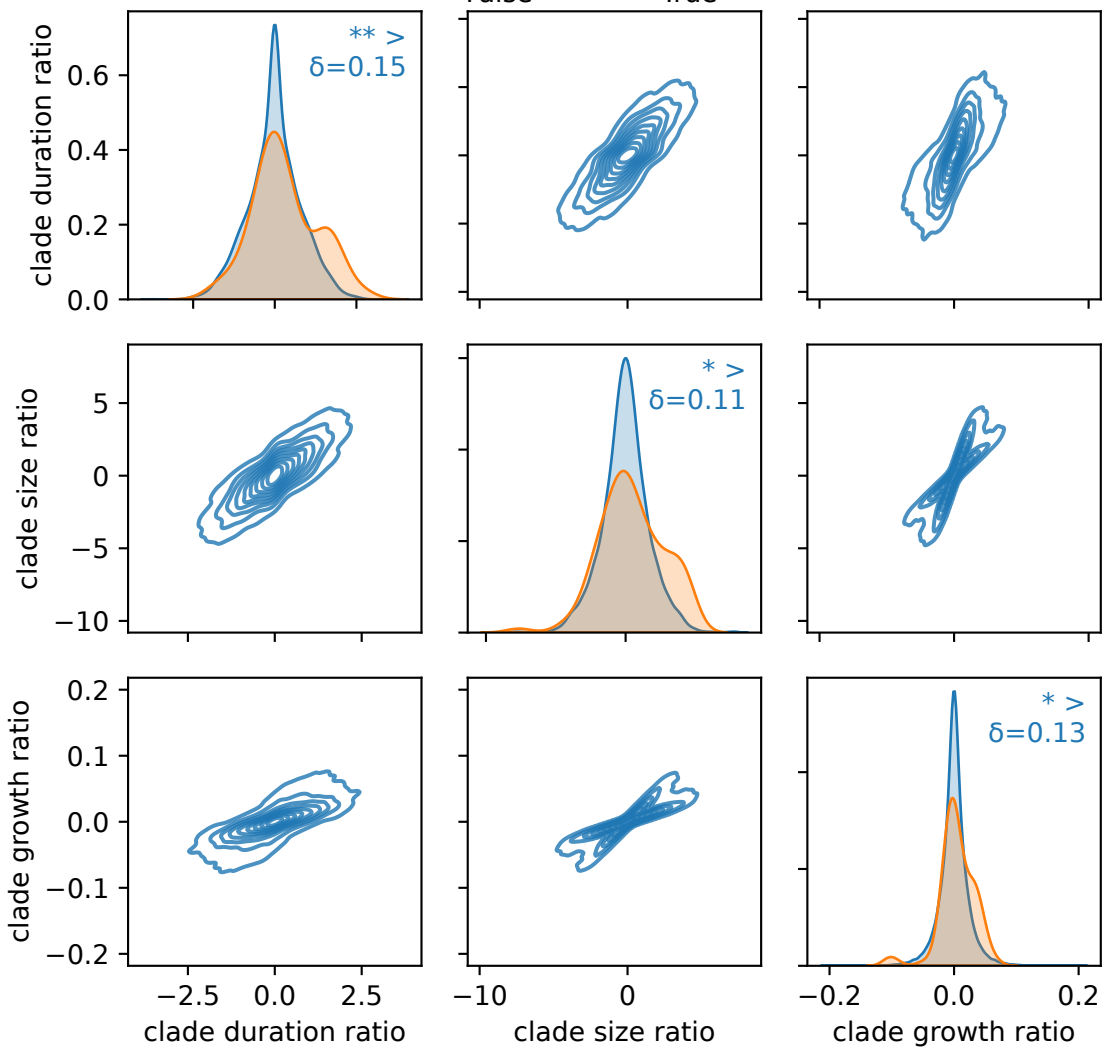 clade duration ratio
0.6
0.4
0.2
0.0
** >
δ=0.15
clade size ratio
5
0
−5
−10
* >
δ=0.11
clade growth ratio
0.2
0.1
0.0
−0.1
−0.2
* >
δ=0.13
−2.5 0.0 2.5
−10 0
−0.2 0.0 0.2
clade duration ratio
clade size ratio
clade growth ratio